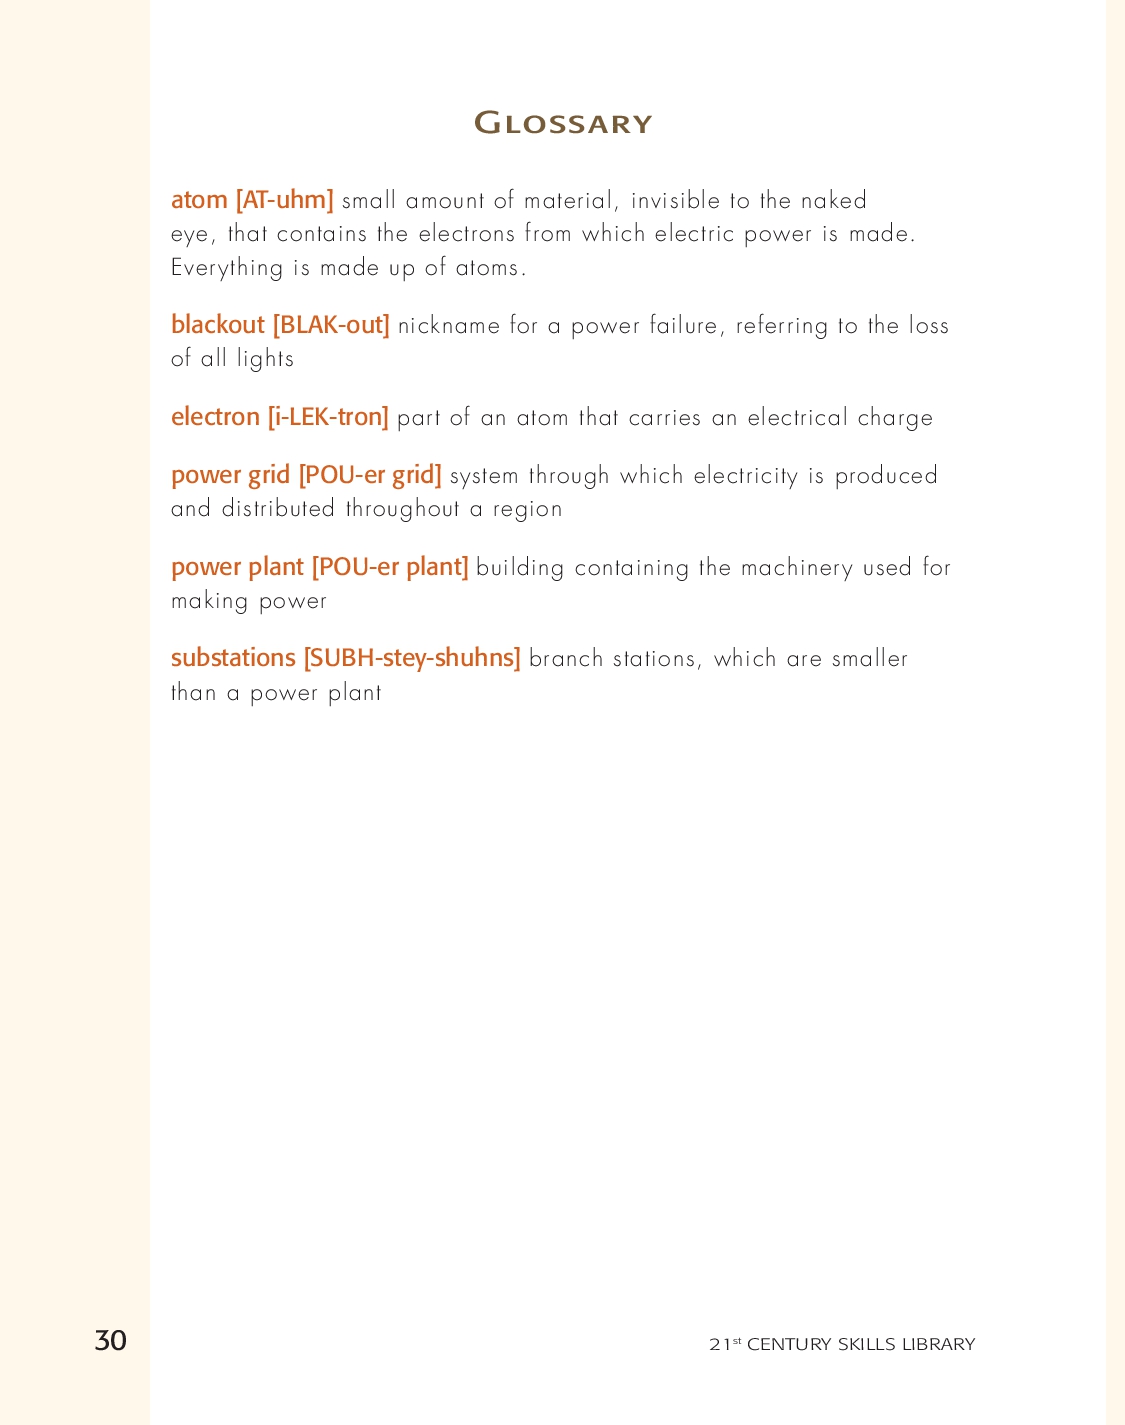 GLOSSARY
atom [AT-uhm] small amount of material, invisible to the naked
eye, that contains the electrons from which electric power is made.
Everything is made up of atoms.
blackout [BLAK-out] nickname for a power failure, referring to the loss
of all lights
electron [i-LEK-tron] part of an atom that carries an electrical charge
power grid [POU-er grid] system through which electricity is produced
and distributed throughout a region
power plant [POU-er plant] building containing the machinery used for
making power
substations [SUBH-stey-shuhns] branch stations, which are smaller
than a power plant
30
21st CENTURY SKILLS LIBRARY